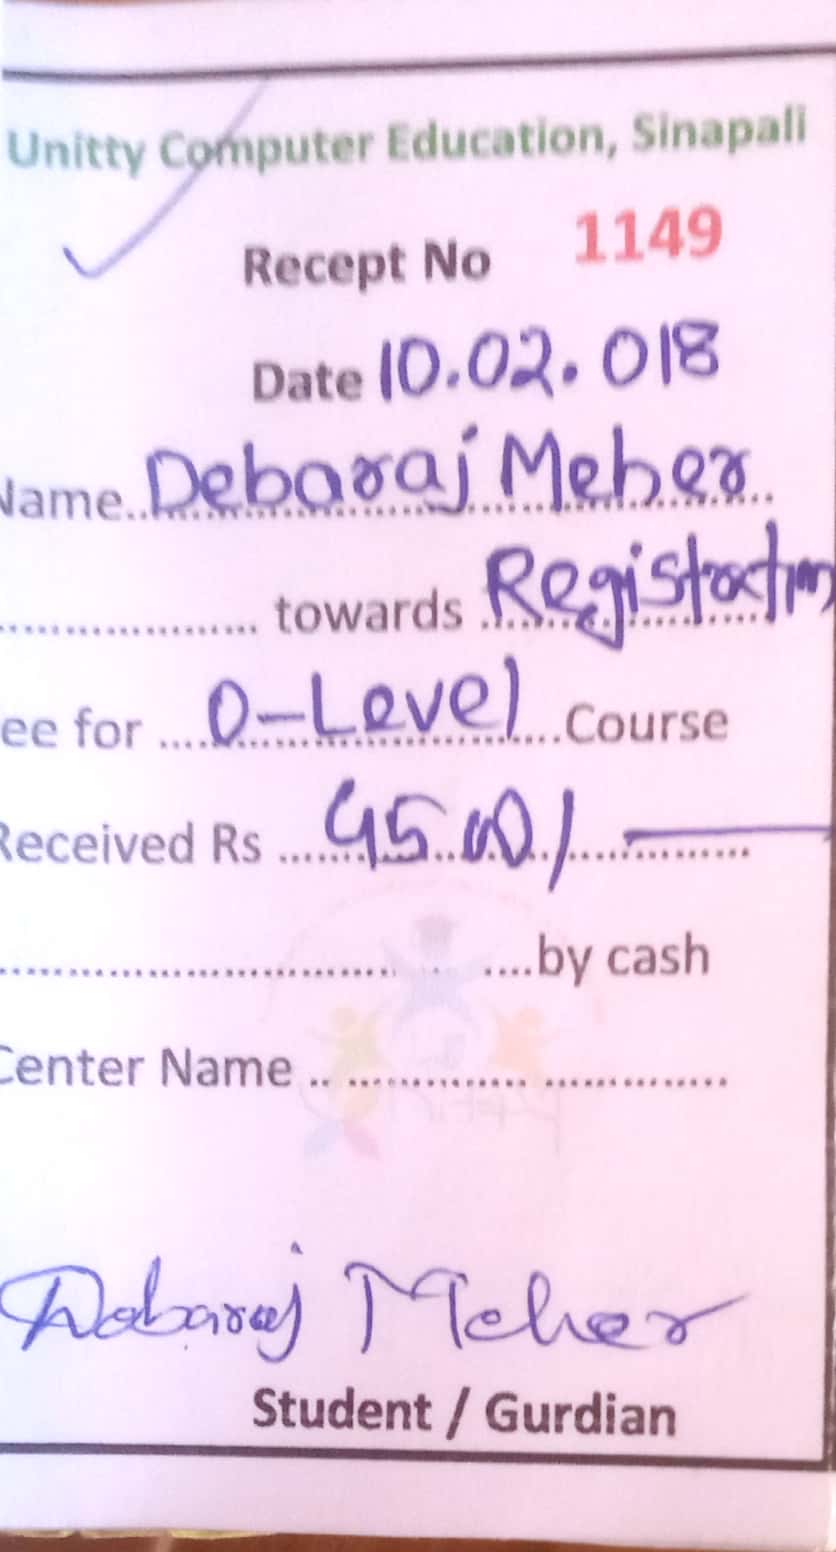 Unitty Computer Education, Sinapali
Recept No 1149
Date 10.02.018
Name..Debaraj Meher
.................... towards Registration
ee for ....O-Level....Course
Received Rs ....4500/—
....by cash
Center Name .. ............................
Debaraj Meher
Student / Gurdian